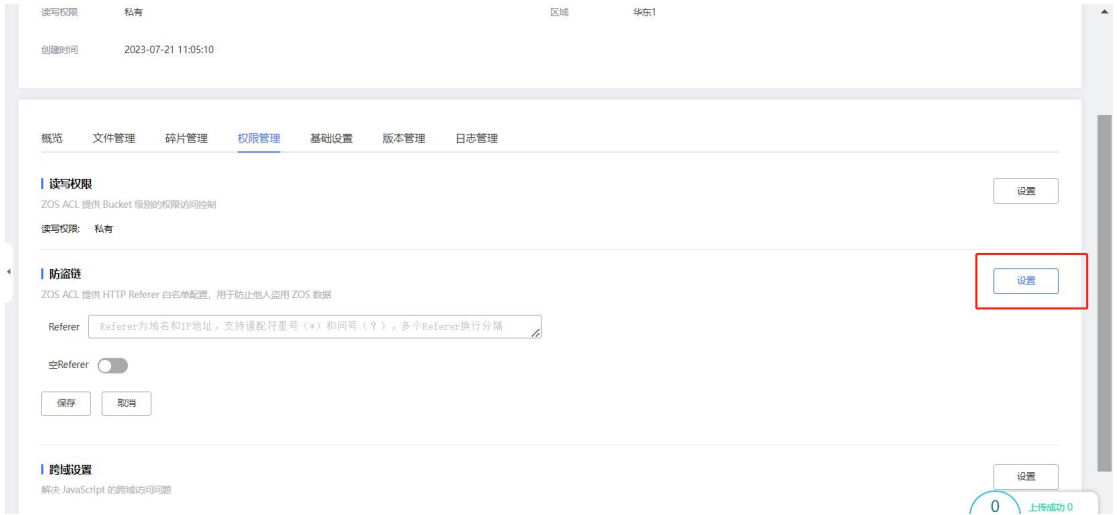 读写权限 私有 区域 华东1
创建时间 2023-07-21 11:05:10
概览 文件管理 碎片管理 权限管理 基础设置 版本管理 日志管理
读写权限 设置
ZOS ACL 提供 Bucket 级别的权限访问控制
读写权限: 私有
防盗链 设置
ZOS ACL 提供 HTTP Referer 白名单配置，用于防止他人盗用 ZOS 数据
Referer Referer为域名和IP地址，支持通配符星号（*）和问号（？），多个Referer换行分隔
空Referer
保存 取消
跨域设置 设置
解决 JavaScript 的跨域访问问题
0 上传成功 0